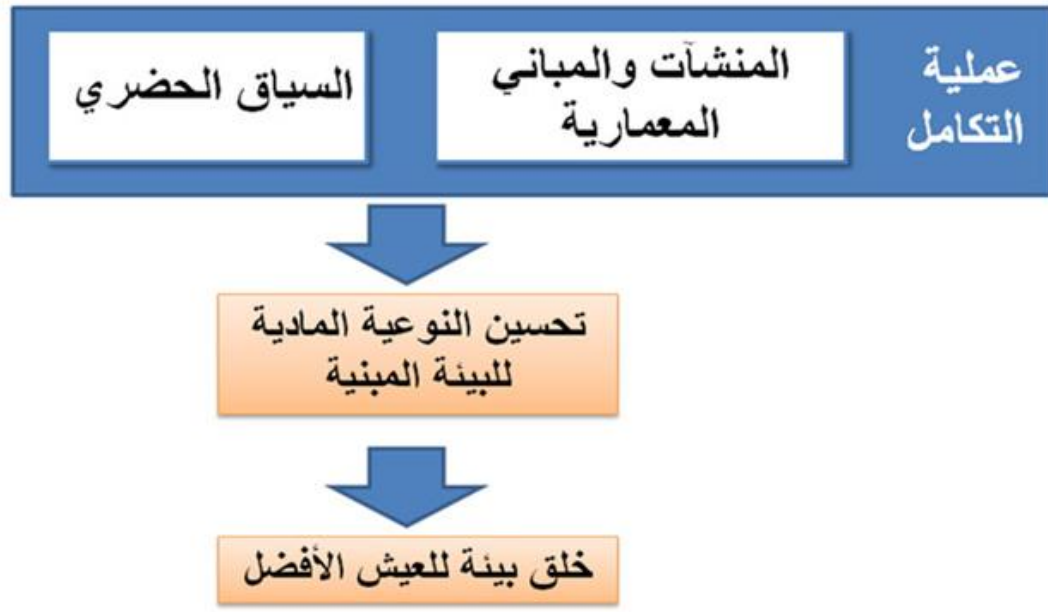 عملية
التكامل
المنشآت والمباني
المعمارية
السياق الحضري
تحسين النوعية المادية
للبيئة المبنية
خلق بيئة للعيش الأفضل